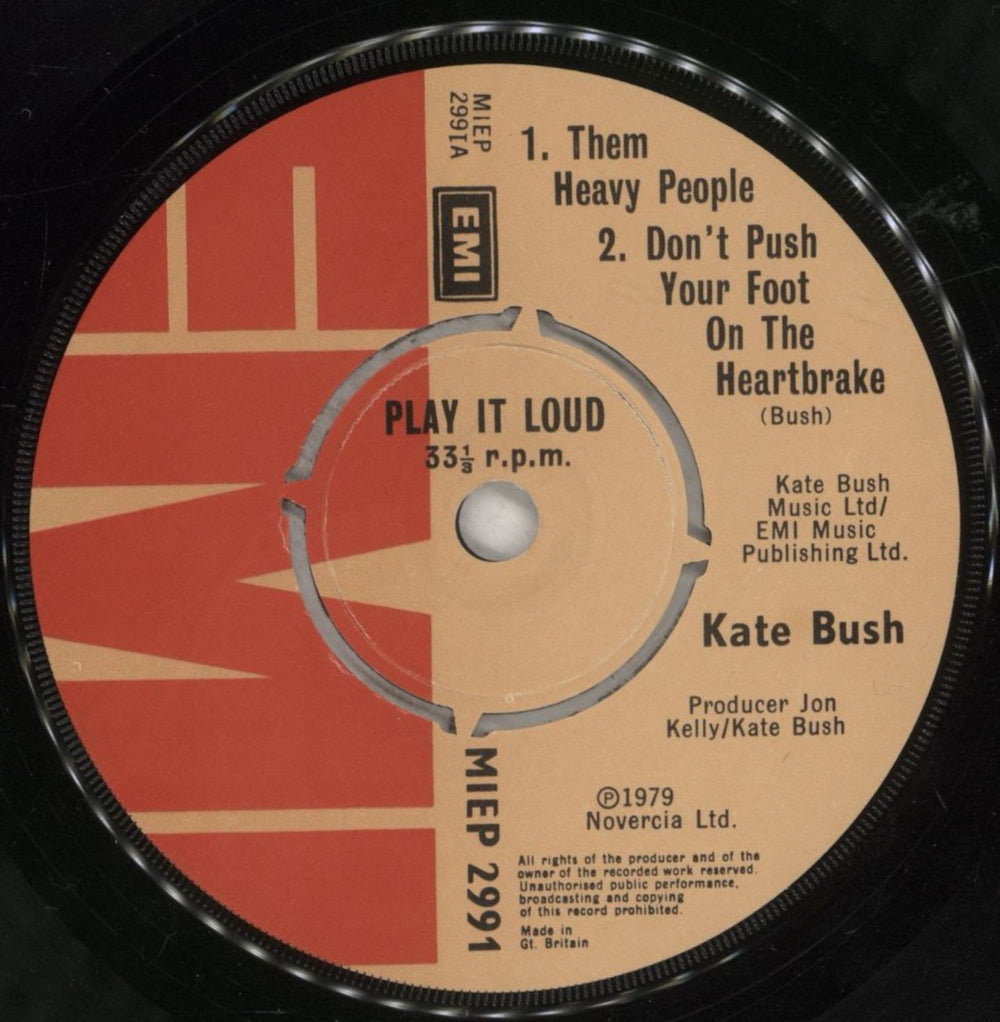 MIEP
2991A
EMI
1. Them
Heavy People
2. Don't Push
Your Foot
On The
Heartbrake
(Bush)
PLAY IT LOUD
33⅓ r.p.m.
Kate Bush
Music Ltd/
EMI Music
Publishing Ltd.
Kate Bush
Producer Jon
Kelly/Kate Bush
Ⓟ1979
Novercia Ltd.
MIEP 2991
All rights of the producer and of the
owner of the recorded work reserved.
Unauthorised public performance,
broadcasting and copying
of this record prohibited.
Made in
Gt. Britain
EMI